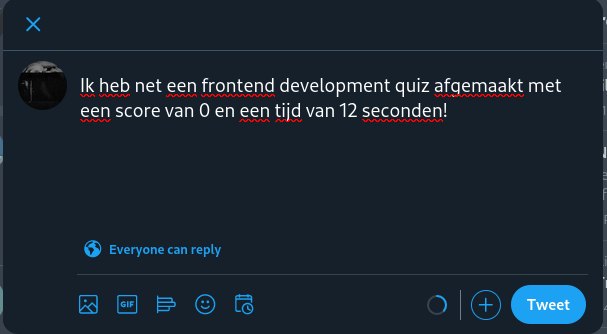 Ik heb net een frontend development quiz afgemaakt met
een score van 0 en een tijd van 12 seconden!
Everyone can reply
GIF
Tweet